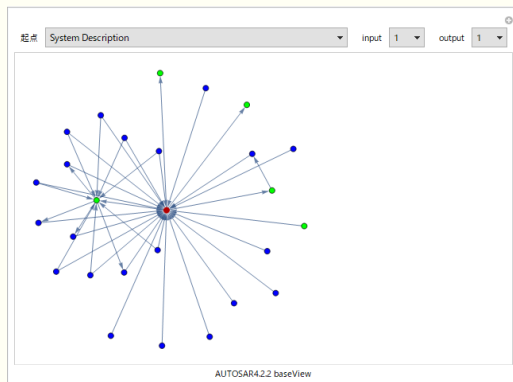 起点 System Description input 1 output 1
AUTOSAR4.2.2 baseView